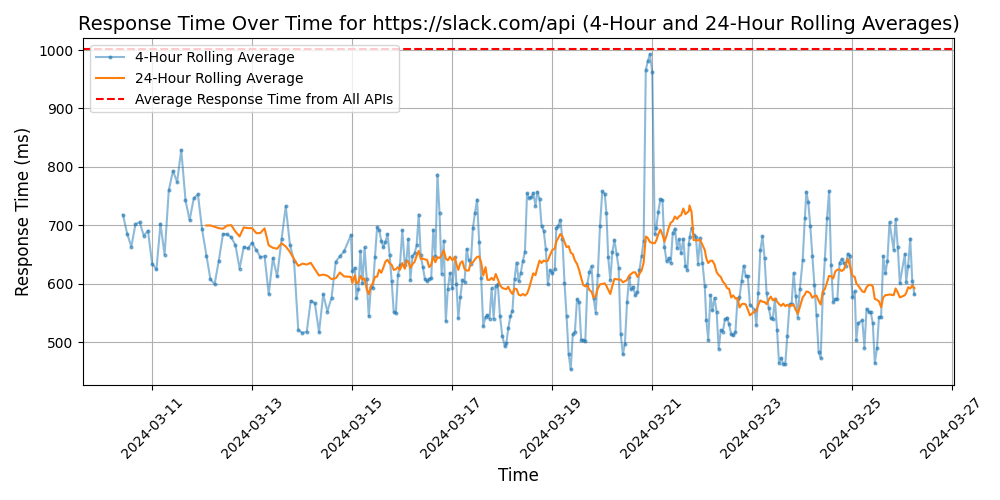 Response Time Over Time for https://slack.com/api (4-Hour and 24-Hour Rolling Averages)
4-Hour Rolling Average
24-Hour Rolling Average
Average Response Time from All APIs
Response Time (ms)
1000
900
800
700
600
500
2024-03-11
2024-03-13
2024-03-15
2024-03-17
2024-03-19
2024-03-21
2024-03-23
2024-03-25
2024-03-27
Time